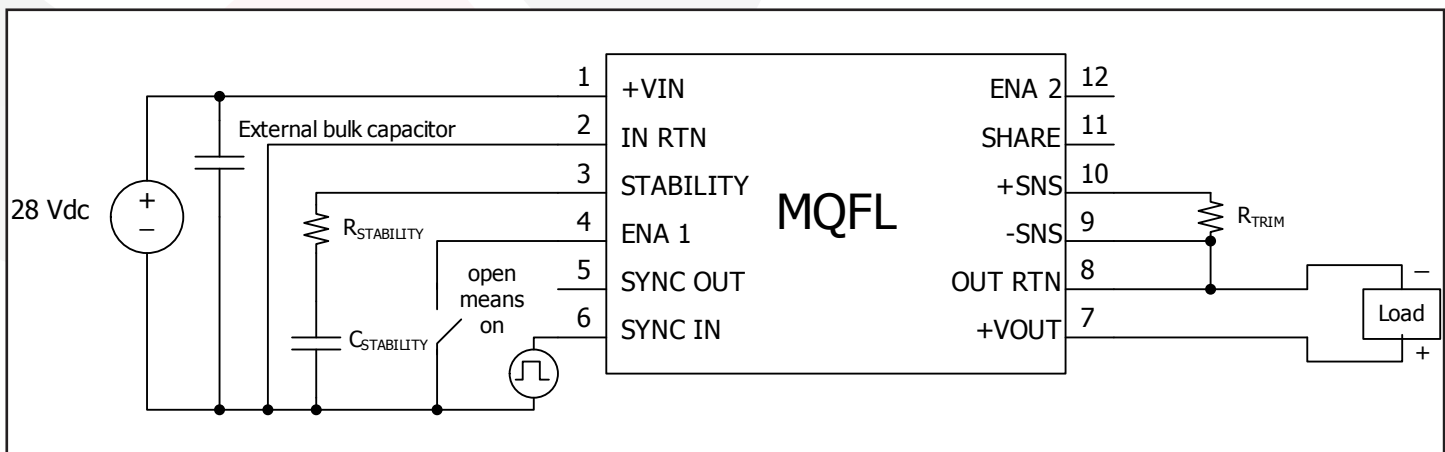 28 Vdc
+
−
External bulk capacitor
R_STABILITY
C_STABILITY
open
means
on
1
2
3
4
5
6
+VIN
IN RTN
STABILITY
ENA 1
SYNC OUT
SYNC IN
MQFL
ENA 2
SHARE
+SNS
-SNS
OUT RTN
+VOUT
12
11
10
9
8
7
R_TRIM
−
Load
+